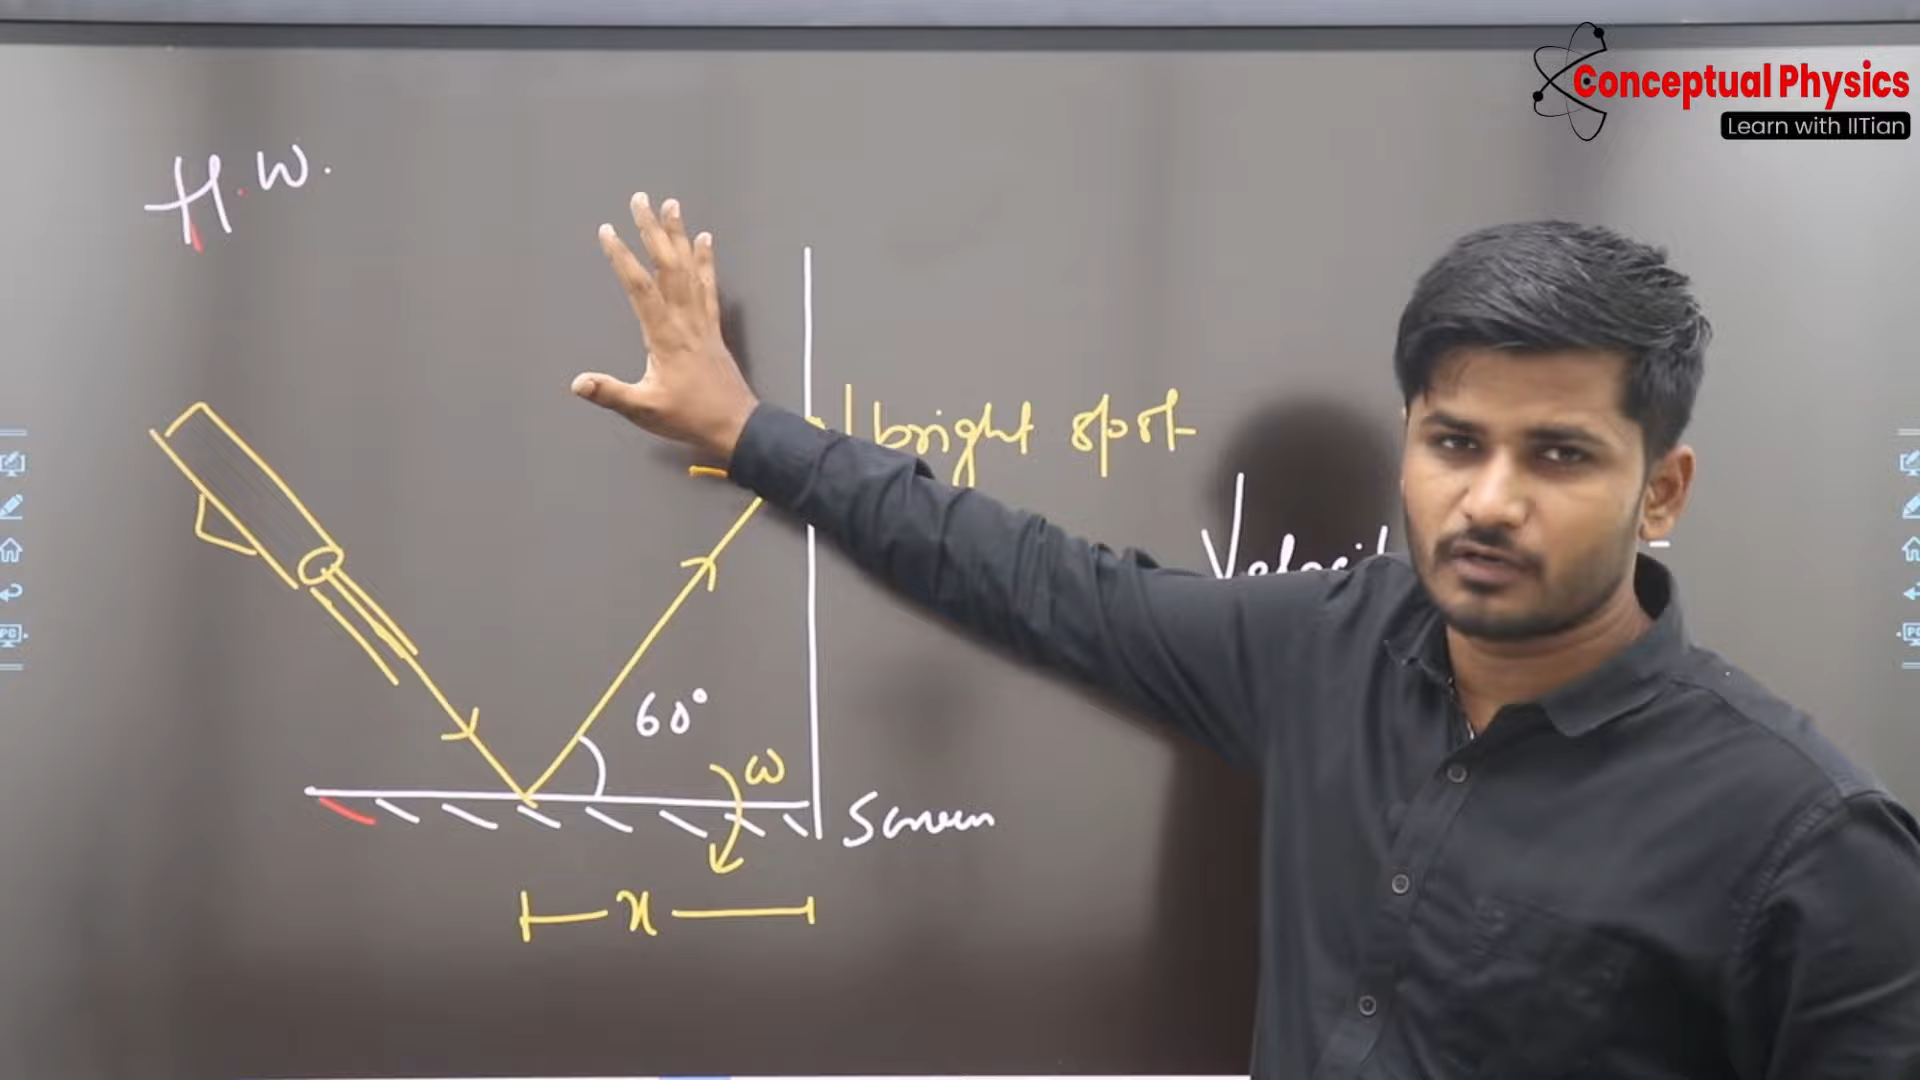 Conceptual Physics
Learn with IITian
H.W.
bright spot
60°
ω
Screen
x